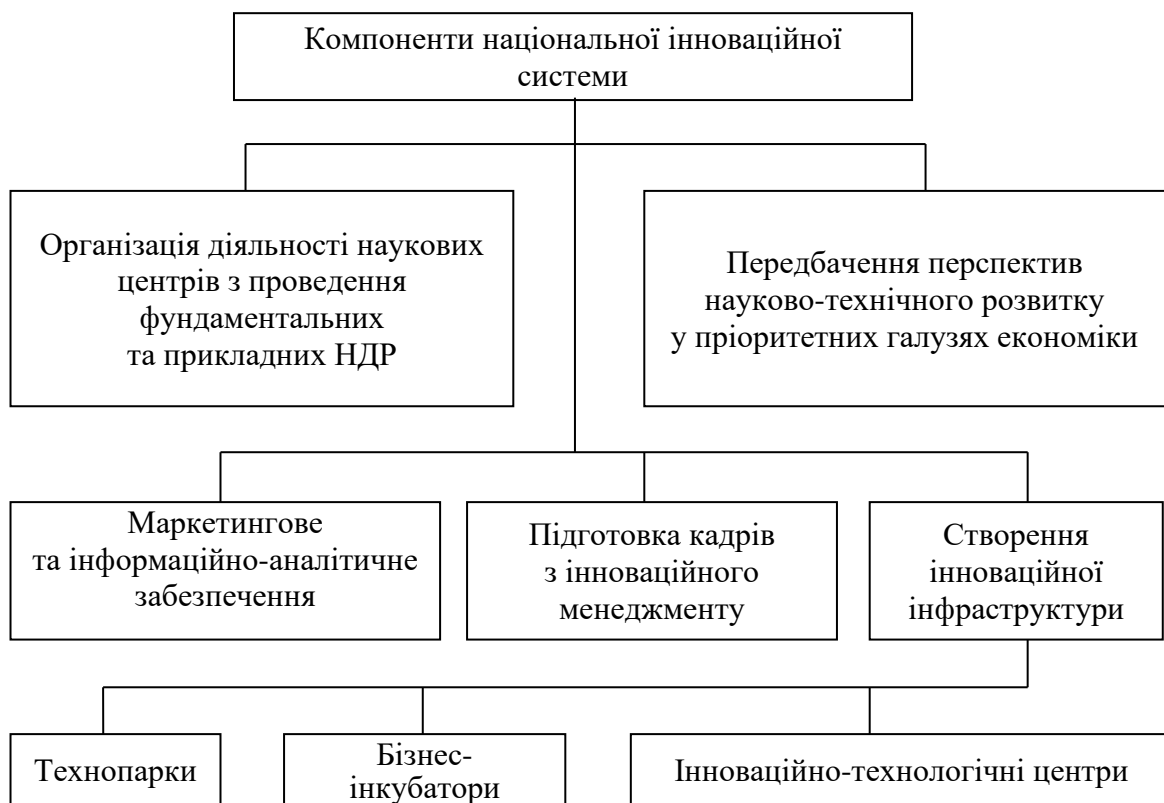 Компоненти національної інноваційної
системи
Організація діяльності наукових
центрів з проведення
фундаментальних
та прикладних НДР
Передбачення перспектив
науково-технічного розвитку
у пріоритетних галузях економіки
Маркетингове
та інформаційно-аналітичне
забезпечення
Підготовка кадрів
з інноваційного
менеджменту
Створення
інноваційної
інфраструктури
Технопарки
Бізнес-
інкубатори
Інноваційно-технологічні центри